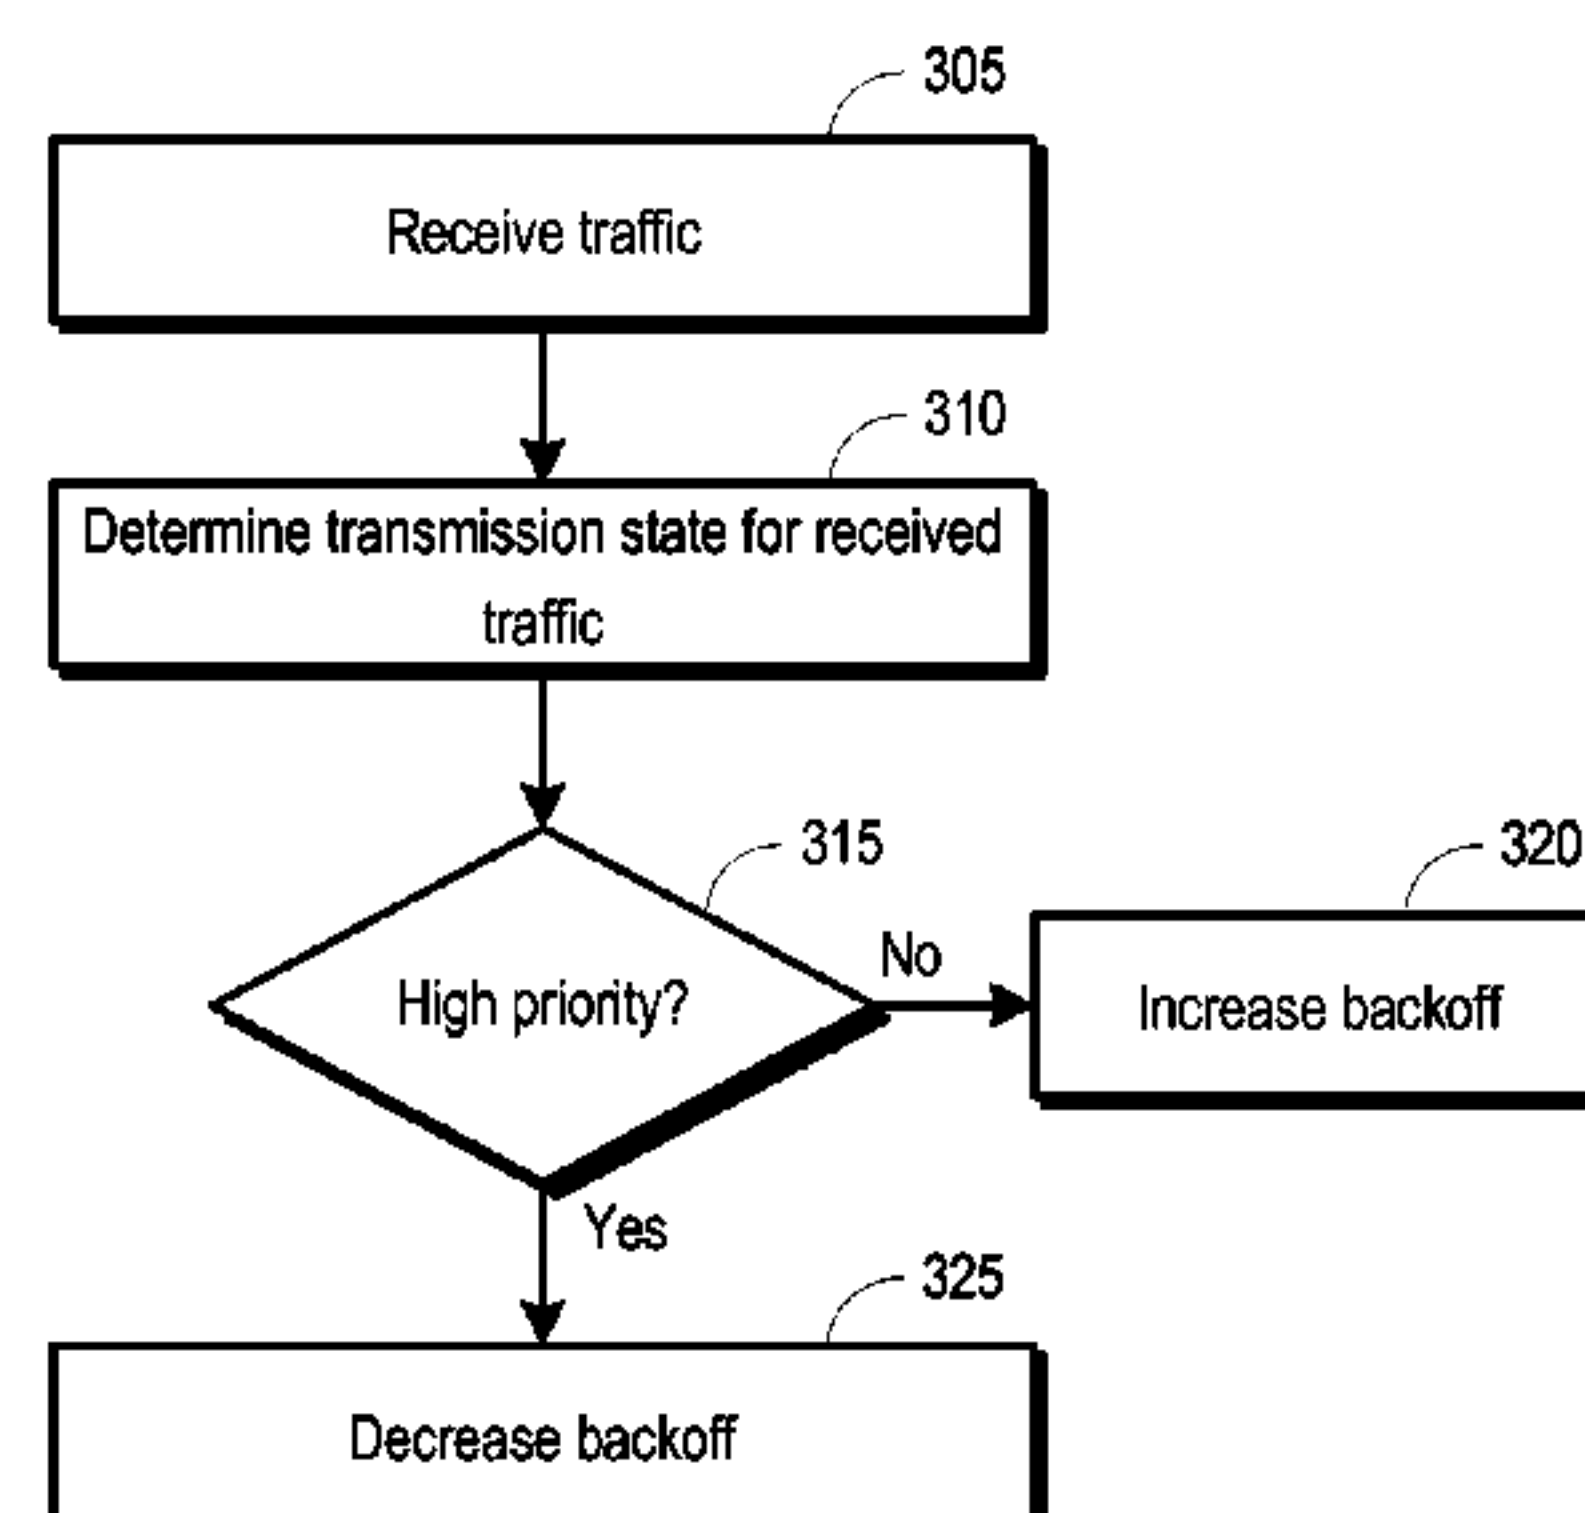 305
Receive traffic
310
Determine transmission state for received
traffic
315
High priority?
No
320
Increase backoff
Yes
325
Decrease backoff